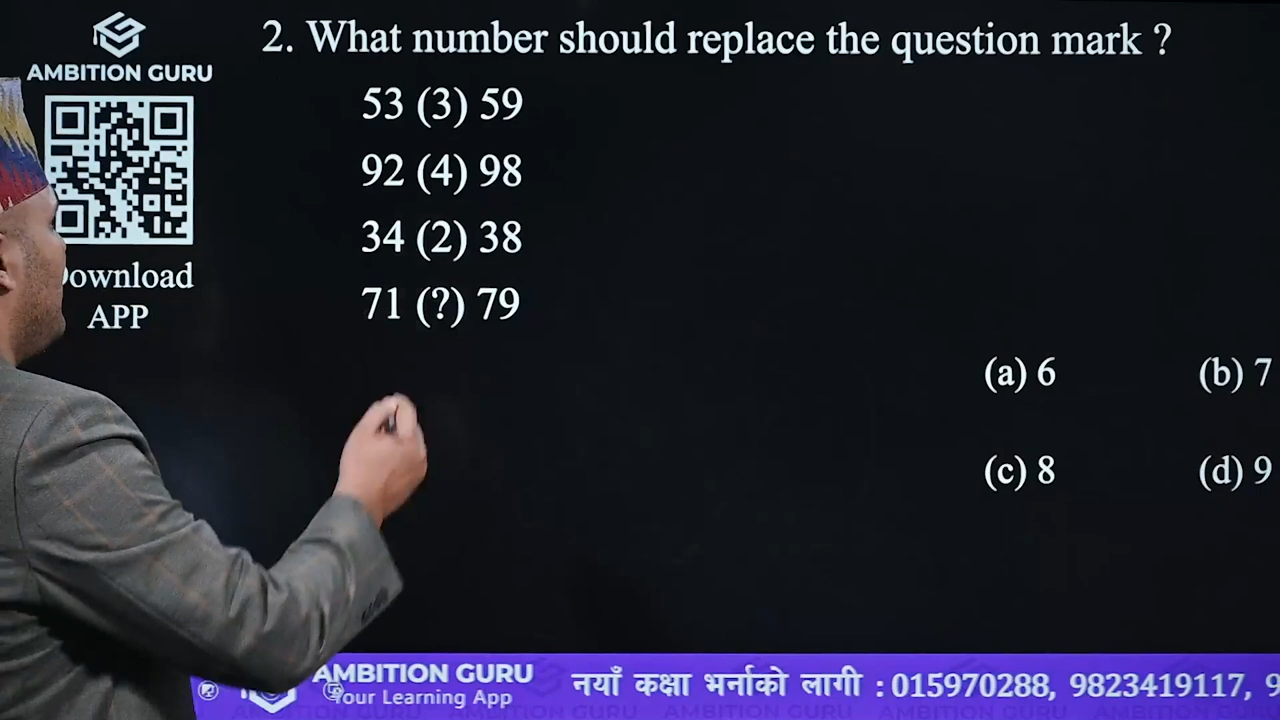 AMBITION GURU
2. What number should replace the question mark ?
53 (3) 59
92 (4) 98
34 (2) 38
71 (?) 79
Download
APP
(a) 6
(b) 7
(c) 8
(d) 9
AMBITION GURU
Your Learning App
नयाँ कक्षा भर्नाको लागी : 015970288, 9823419117, 9